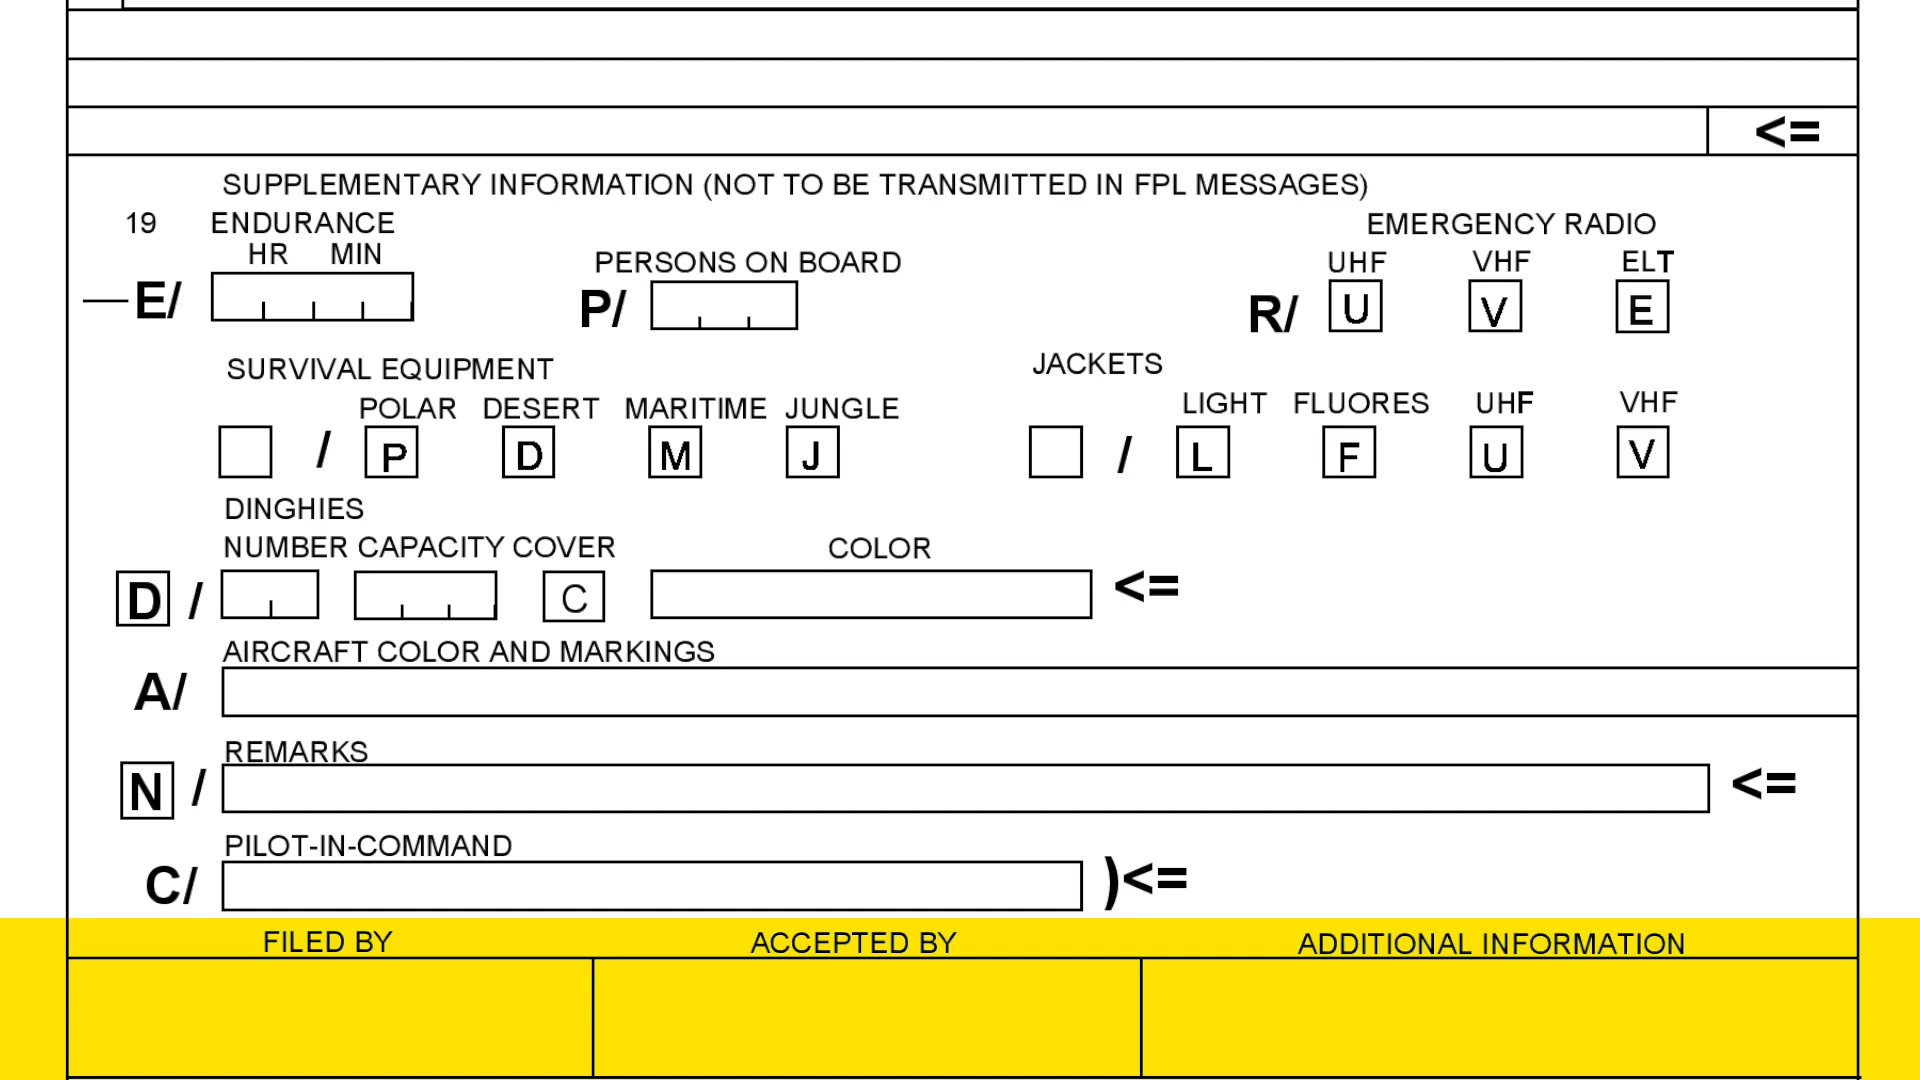 <=
SUPPLEMENTARY INFORMATION (NOT TO BE TRANSMITTED IN FPL MESSAGES)
19 ENDURANCE EMERGENCY RADIO
HR MIN PERSONS ON BOARD UHF VHF ELT
—E/ P/ R/ U V E
SURVIVAL EQUIPMENT JACKETS
POLAR DESERT MARITIME JUNGLE LIGHT FLUORES UHF VHF
/ P D M J / L F U V
DINGHIES
NUMBER CAPACITY COVER COLOR
D / C <=
AIRCRAFT COLOR AND MARKINGS
A/
REMARKS
N / <=
PILOT-IN-COMMAND
C/ )<=
FILED BY ACCEPTED BY ADDITIONAL INFORMATION